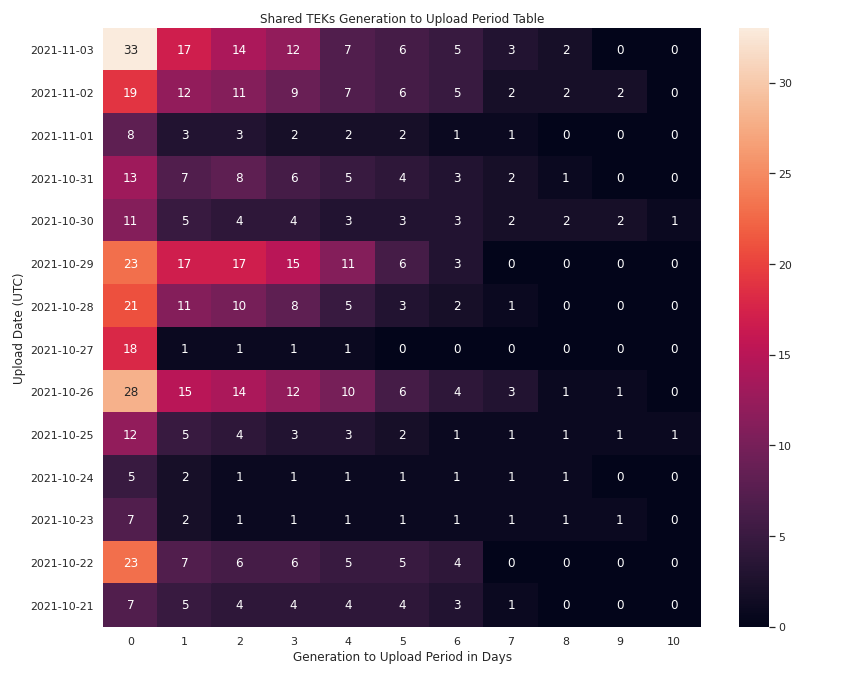 Shared TEKs Generation to Upload Period Table
Upload Date (UTC)
2021-11-03 33 17 14 12 7 6 5 3 2 0 0
2021-11-02 19 12 11 9 7 6 5 2 2 2 0
2021-11-01 8 3 3 2 2 2 1 1 0 0 0
2021-10-31 13 7 8 6 5 4 3 2 1 0 0
2021-10-30 11 5 4 4 3 3 3 2 2 2 1
2021-10-29 23 17 17 15 11 6 3 0 0 0 0
2021-10-28 21 11 10 8 5 3 2 1 0 0 0
2021-10-27 18 1 1 1 1 0 0 0 0 0 0
2021-10-26 28 15 14 12 10 6 4 3 1 1 0
2021-10-25 12 5 4 3 3 2 1 1 1 1 1
2021-10-24 5 2 1 1 1 1 1 1 1 0 0
2021-10-23 7 2 1 1 1 1 1 1 1 1 0
2021-10-22 23 7 6 6 5 5 4 0 0 0 0
2021-10-21 7 5 4 4 4 4 3 1 0 0 0
0 1 2 3 4 5 6 7 8 9 10
Generation to Upload Period in Days
30
25
20
15
10
5
0